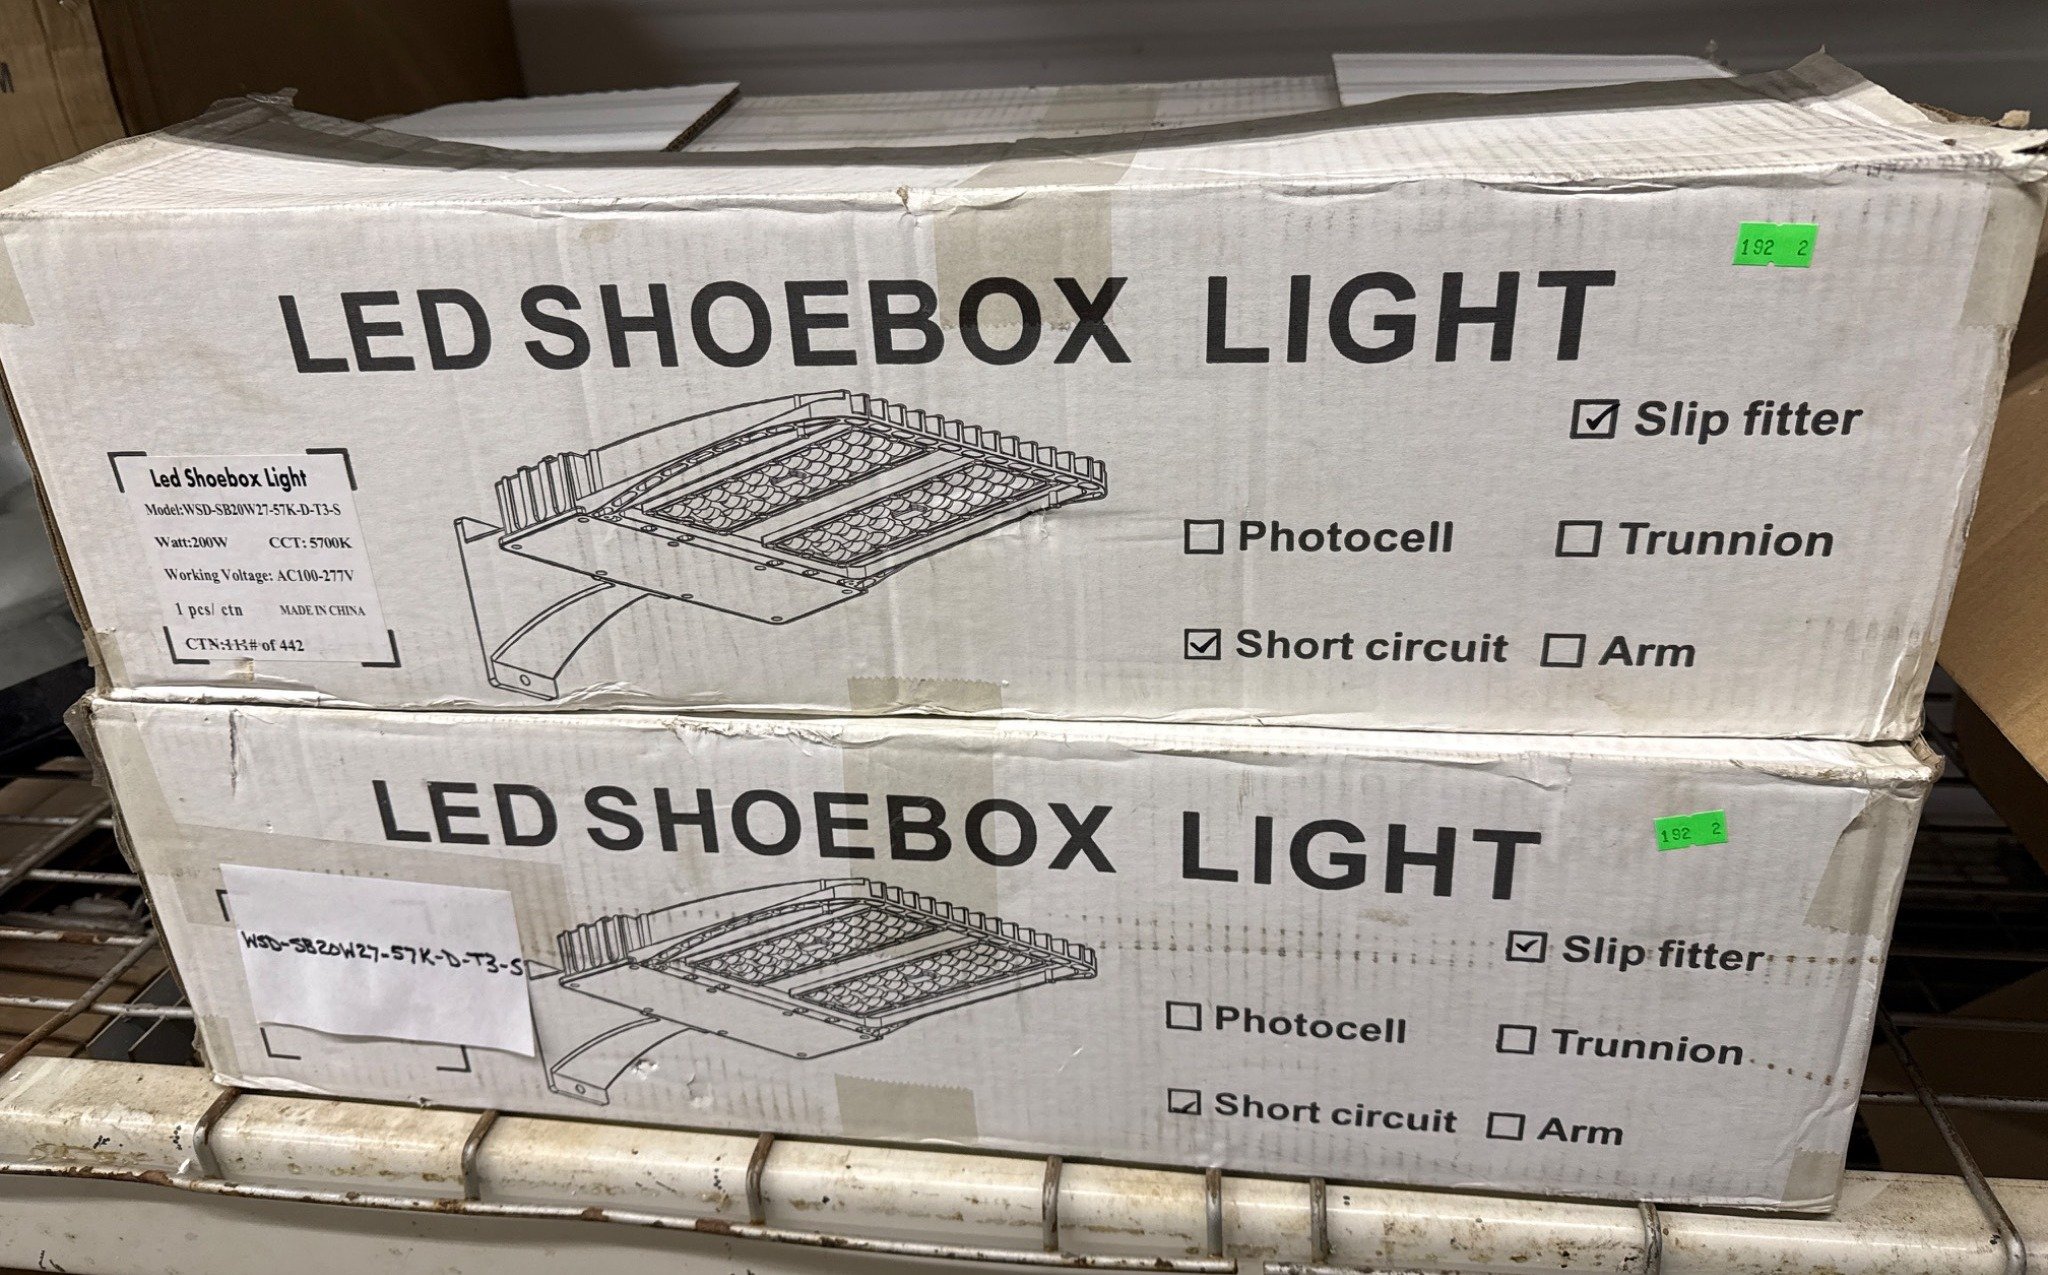 192 2
LED SHOEBOX LIGHT
Slip fitter
Led Shoebox Light
Model:WSD-SB20W27-57K-D-T3-S
Watt:200W CCT: 5700K
Working Voltage: AC100-277V
1 pcs/ ctn MADE IN CHINA
CTN:111# of 442
Photocell Trunnion
Short circuit Arm
192 2
LED SHOEBOX LIGHT
WSD-SB20W27-57K-D-T3-S
Slip fitter
Photocell Trunnion
Short circuit Arm